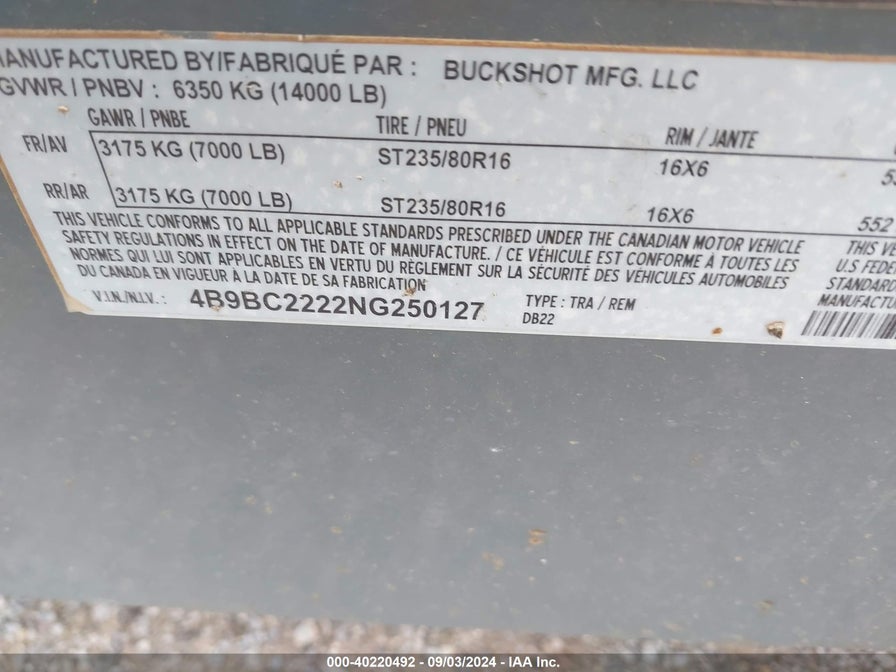 MANUFACTURED BY/FABRIQUÉ PAR : BUCKSHOT MFG. LLC
GVWR / PNBV : 6350 KG (14000 LB)
GAWR / PNBE TIRE / PNEU RIM / JANTE
FR/AV 3175 KG (7000 LB) ST235/80R16 16X6
RR/AR 3175 KG (7000 LB) ST235/80R16 16X6 552
THIS VEHICLE CONFORMS TO ALL APPLICABLE STANDARDS PRESCRIBED UNDER THE CANADIAN MOTOR VEHICLE THIS
SAFETY REGULATIONS IN EFFECT ON THE DATE OF MANUFACTURE. / CE VÉHICULE EST CONFORME À TOUTES LES U.S
NORMES QUI LUI SONT APPLICABLES EN VERTU DU RÈGLEMENT SUR LA SÉCURITÉ DES VÉHICULES AUTOMOBILES
DU CANADA EN VIGUEUR À LA DATE DE SA FABRICATION
V.I.N./N.I.V. : 4B9BC2222NG250127 TYPE : TRA / REM
DB22
000-40220492 - 09/03/2024 - IAA Inc.